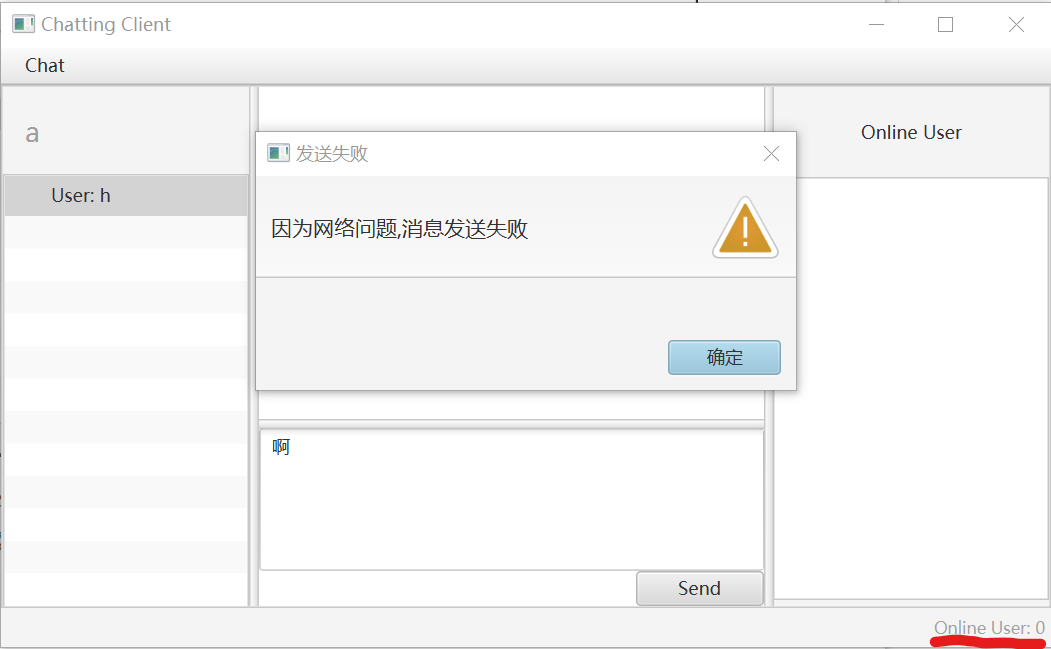 Chatting Client
Chat
a
User: h
Online User
发送失败
因为网络问题,消息发送失败
确定
啊
Send
Online User: 0